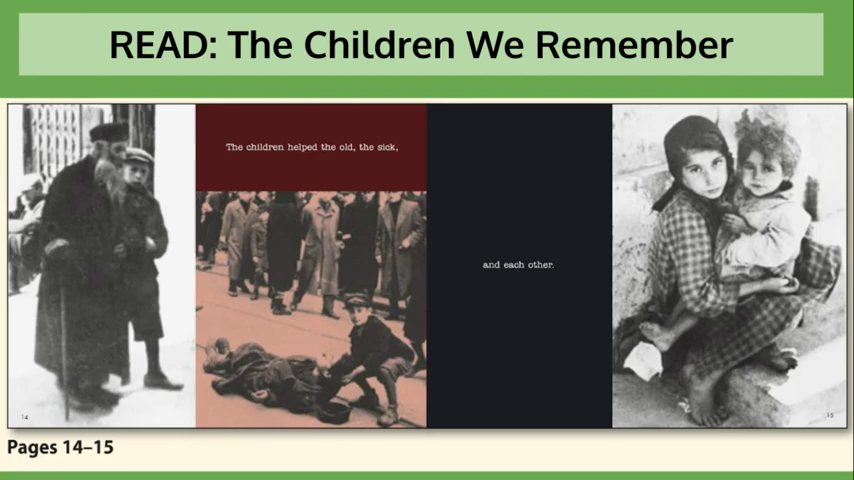 READ: The Children We Remember
The children helped the old, the sick,
and each other.
14
15
Pages 14–15